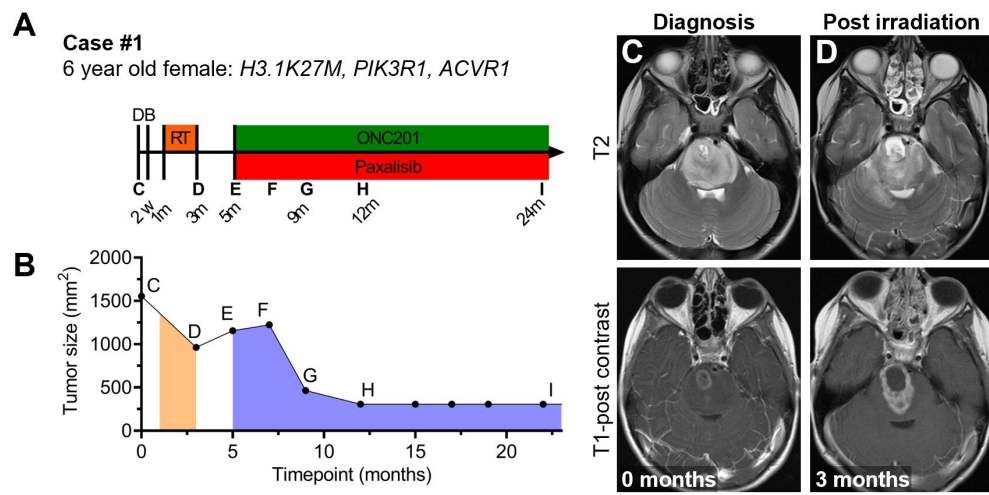 A
Case #1
6 year old female: H3.1K27M, PIK3R1, ACVR1
DB
RT
ONC201
Paxalisib
C D E F G H I
2 w 1m 3m 5m 9m 12m 24m
B
2000
1500
1000
500
0
Tumor size (mm²)
C
D
E
F
G
H
I
0 5 10 15 20
Timepoint (months)
Diagnosis
Post irradiation
C
D
T2
T1-post contrast
0 months
3 months